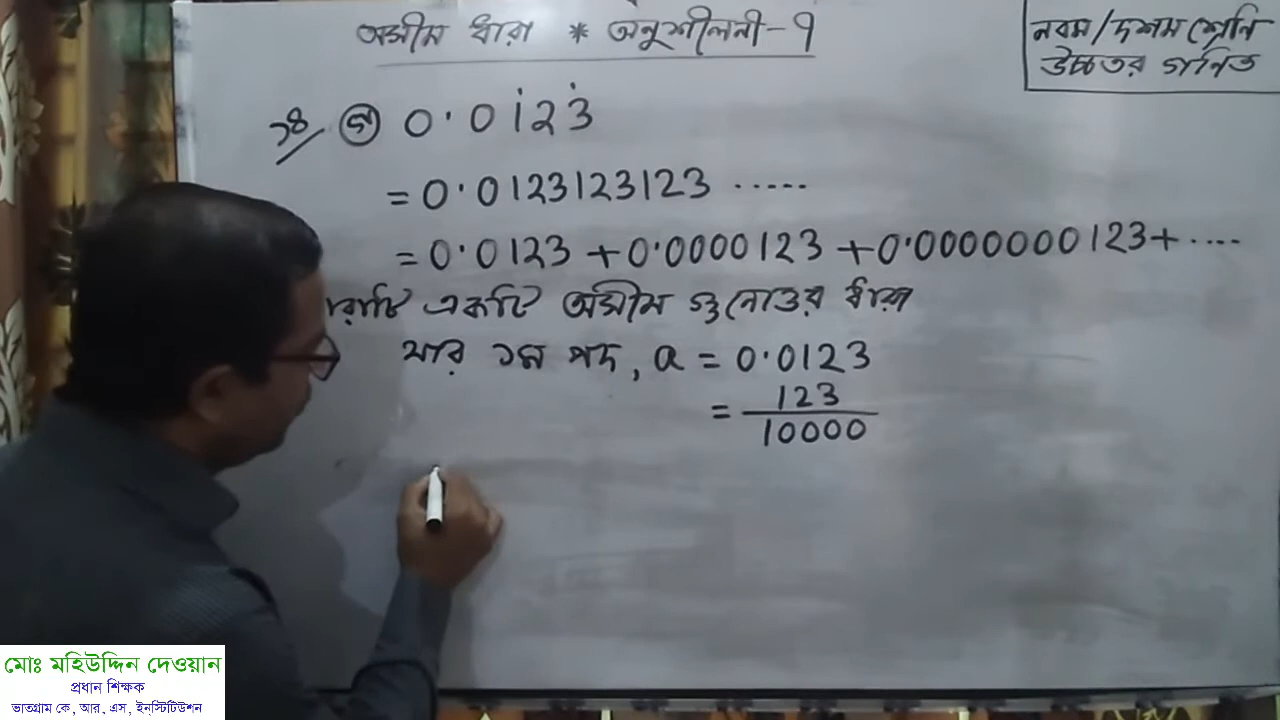 অসীম ধারা * অনুশীলনী-৭
নবম/দশম শ্রেনি
উচ্চতর গণিত
১৪/ (গ) 0.0i23̇
= 0.0123123123 .....
= 0.0123 + 0.0000123 + 0.0000000123 + ....
রাটি একটি অসীম গুনোত্তর ধারা
যার ১ম পদ, a = 0.0123
= 123
10000
মোঃ মহিউদ্দিন দেওয়ান
প্রধান শিক্ষক
ভাতগ্রাম কে, আর, এস, ইনস্টিটিউশন